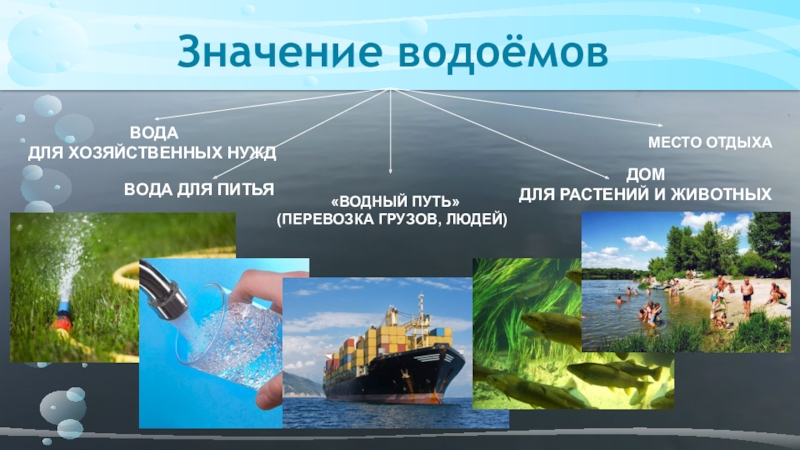 Значение водоёмов
ВОДА
ДЛЯ ХОЗЯЙСТВЕННЫХ НУЖД
ВОДА ДЛЯ ПИТЬЯ
«ВОДНЫЙ ПУТЬ»
(ПЕРЕВОЗКА ГРУЗОВ, ЛЮДЕЙ)
ДОМ
ДЛЯ РАСТЕНИЙ И ЖИВОТНЫХ
МЕСТО ОТДЫХА